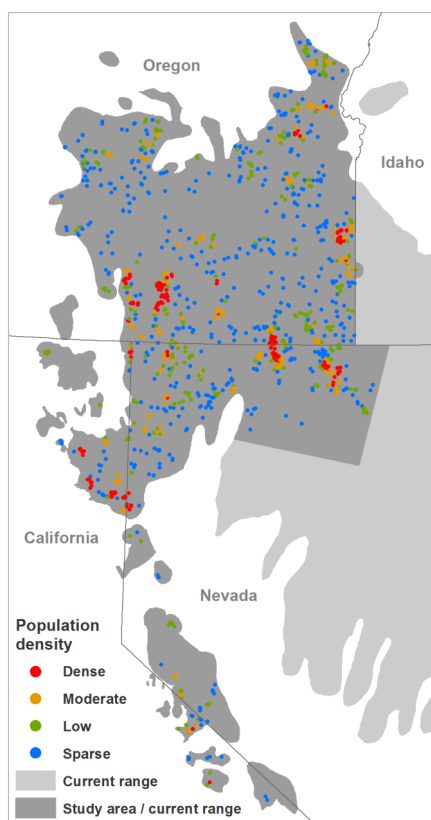 Oregon
Idaho
California
Nevada
Population
density
Dense
Moderate
Low
Sparse
Current range
Study area / current range